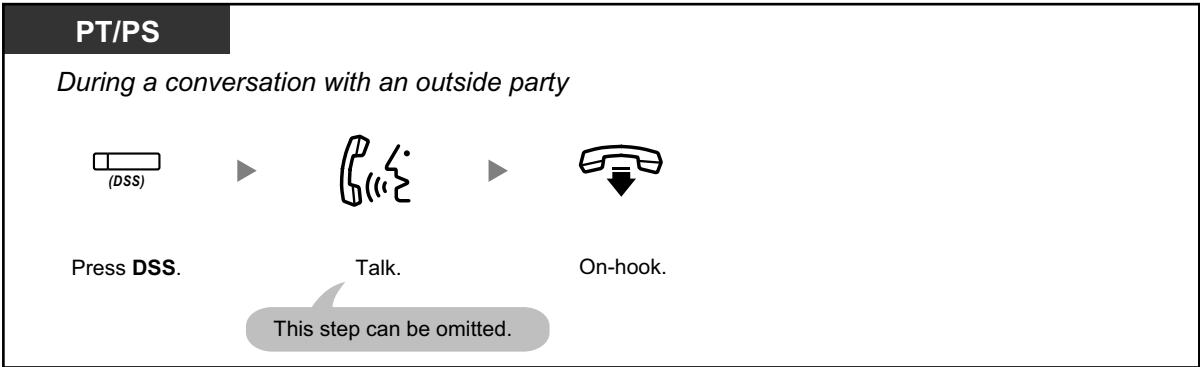 PT/PS
During a conversation with an outside party
(DSS)
Press DSS.
Talk.
On-hook.
This step can be omitted.